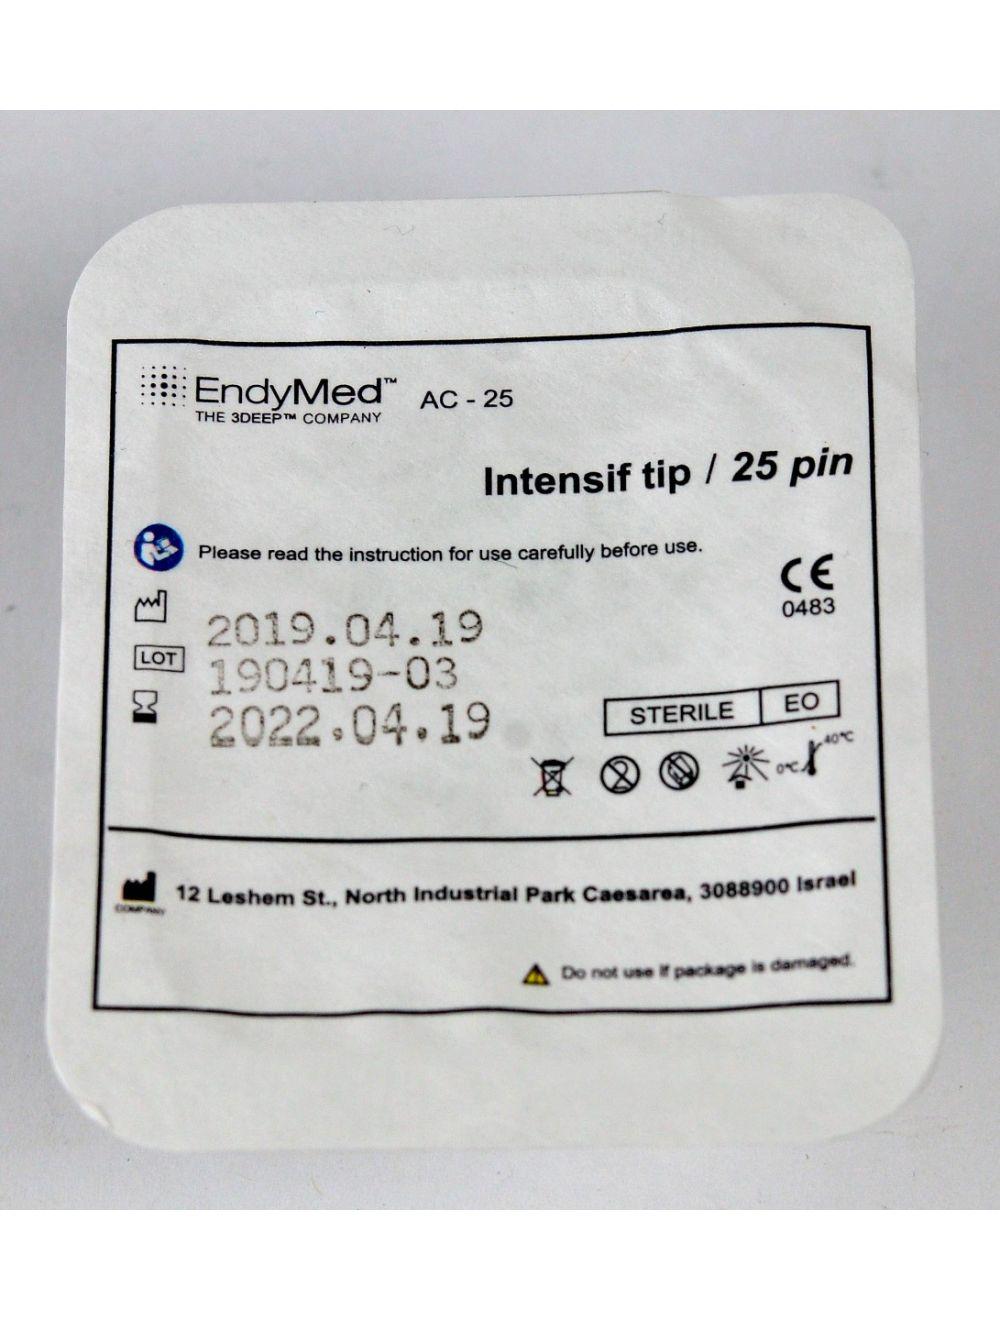 EndyMed™ AC - 25
THE 3DEEP™ COMPANY
Intensif tip / 25 pin
Please read the instruction for use carefully before use.
CE
0483
2019.04.19
LOT 190419-03
2022.04.19
STERILE EO
2
0°C 40°C
12 Leshem St., North Industrial Park Caesarea, 3088900 Israel
COMPANY
Do not use if package is damaged.